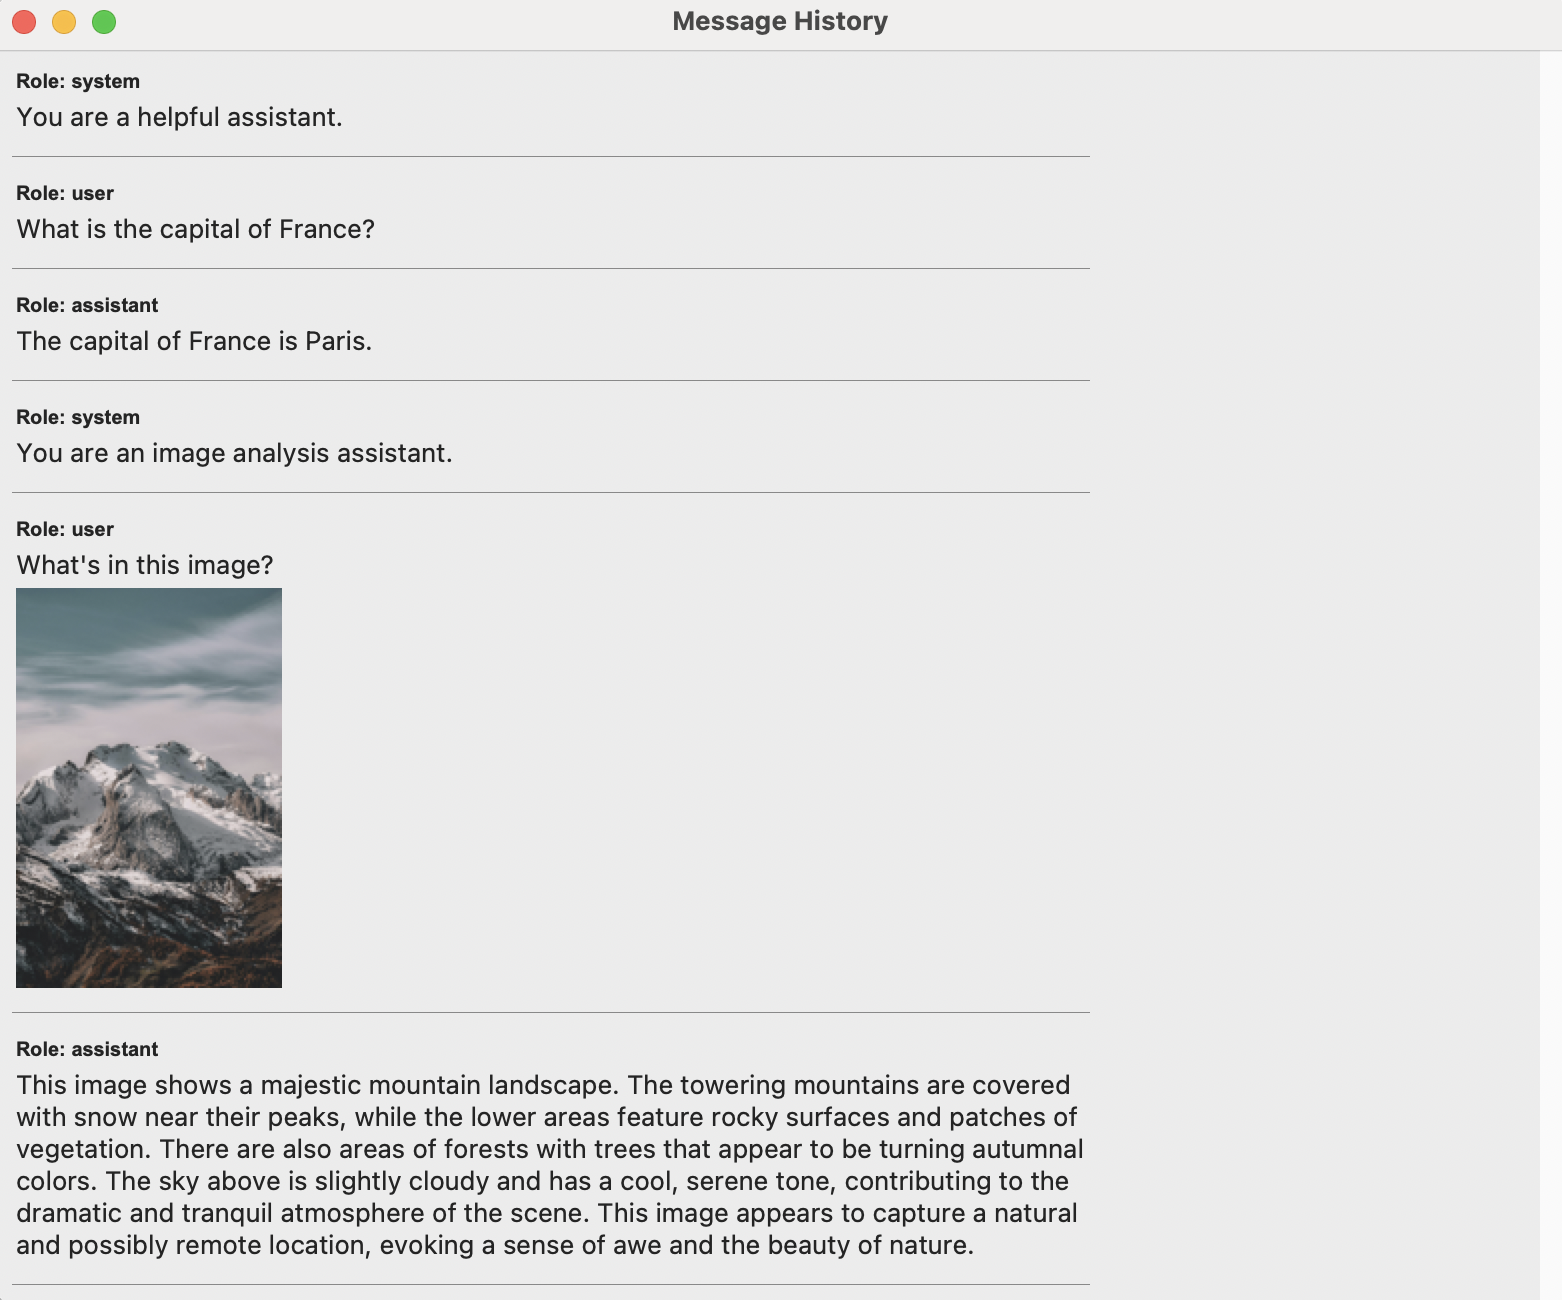 Message History
Role: system
You are a helpful assistant.
Role: user
What is the capital of France?
Role: assistant
The capital of France is Paris.
Role: system
You are an image analysis assistant.
Role: user
What's in this image?
Role: assistant
This image shows a majestic mountain landscape. The towering mountains are covered
with snow near their peaks, while the lower areas feature rocky surfaces and patches of
vegetation. There are also areas of forests with trees that appear to be turning autumnal
colors. The sky above is slightly cloudy and has a cool, serene tone, contributing to the
dramatic and tranquil atmosphere of the scene. This image appears to capture a natural
and possibly remote location, evoking a sense of awe and the beauty of nature.